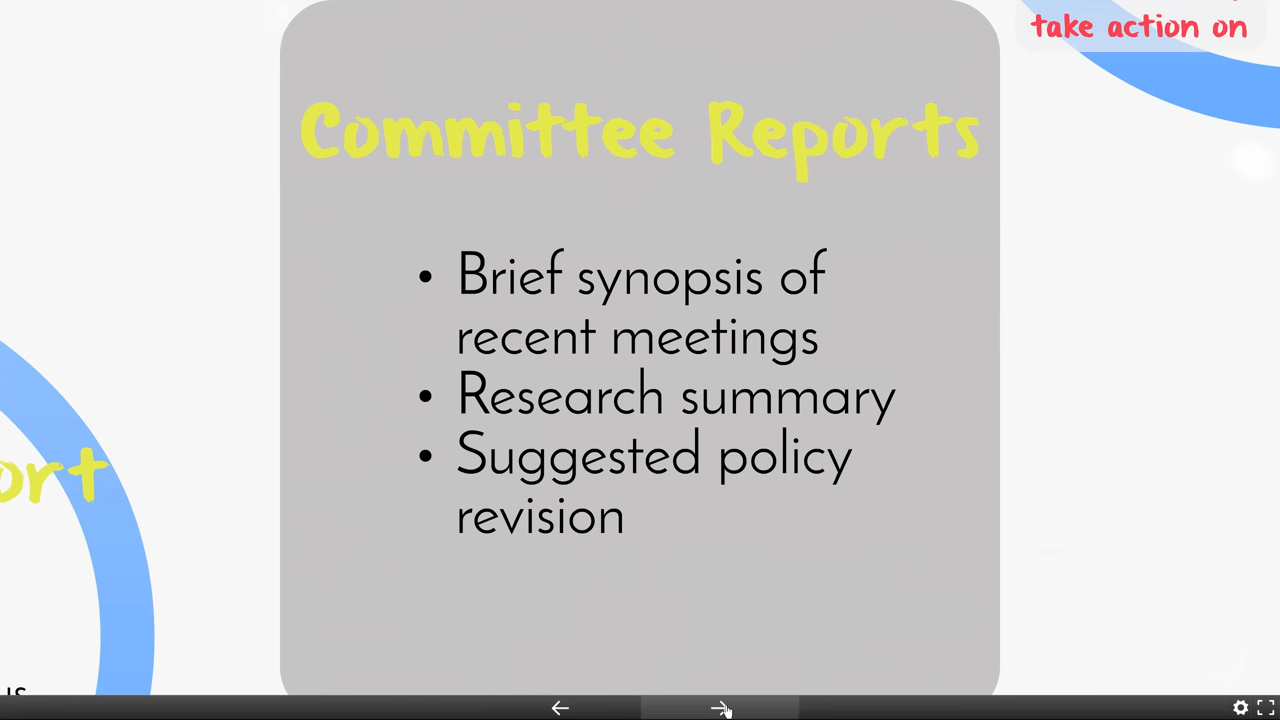 take action on
Committee Reports
• Brief synopsis of
recent meetings
• Research summary
• Suggested policy
revision
ort